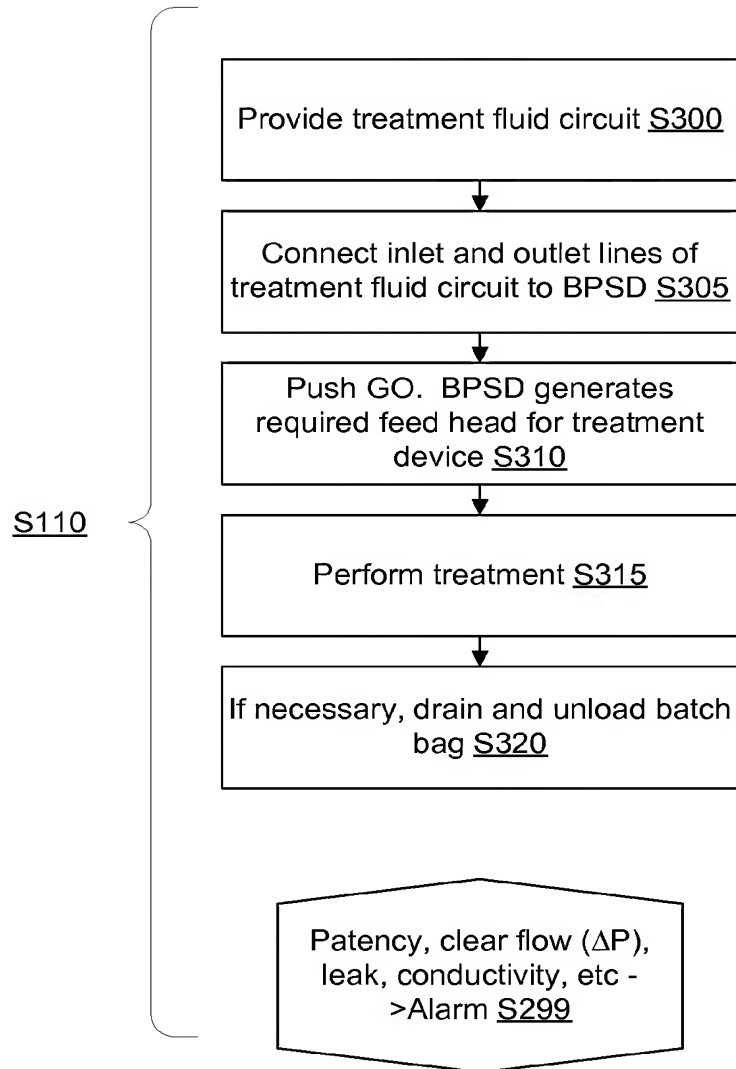 Provide treatment fluid circuit S300
Connect inlet and outlet lines of
treatment fluid circuit to BPSD S305
Push GO.  BPSD generates
required feed head for treatment
device S310
S110
Perform treatment S315
If necessary, drain and unload batch
bag S320
Patency, clear flow (ΔP),
leak, conductivity, etc -
>Alarm S299